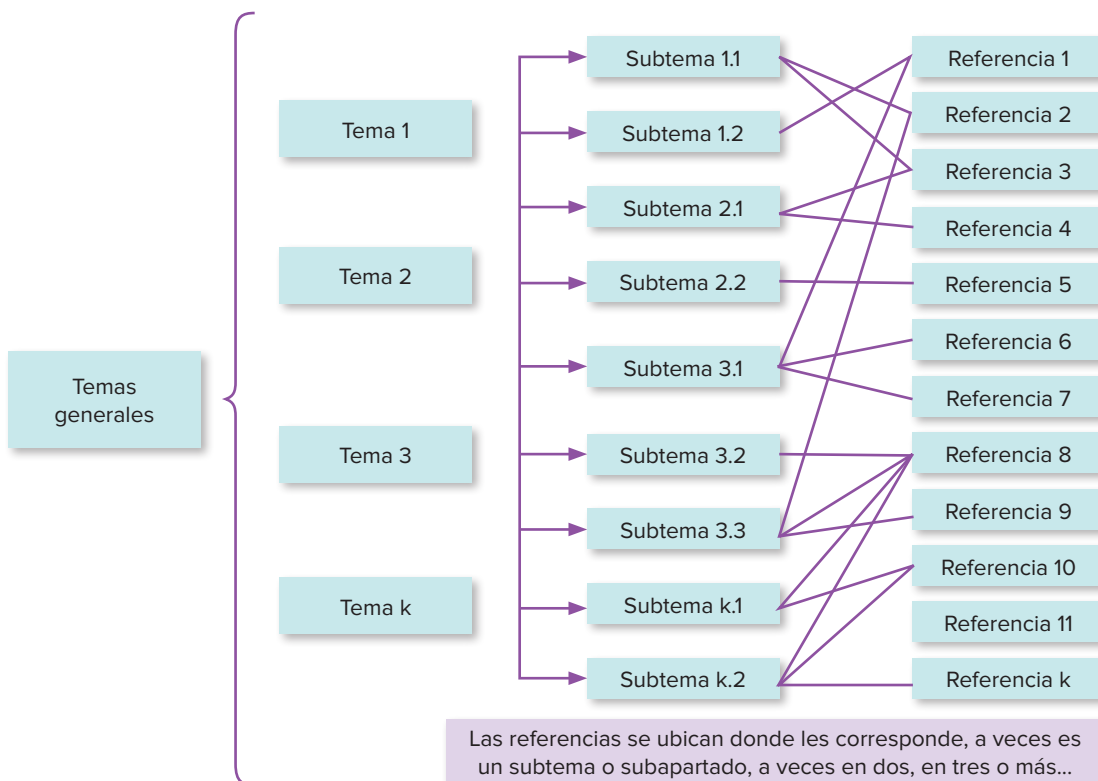 Temas
generales
Tema 1
Tema 2
Tema 3
Tema k
Subtema 1.1
Subtema 1.2
Subtema 2.1
Subtema 2.2
Subtema 3.1
Subtema 3.2
Subtema 3.3
Subtema k.1
Subtema k.2
Referencia 1
Referencia 2
Referencia 3
Referencia 4
Referencia 5
Referencia 6
Referencia 7
Referencia 8
Referencia 9
Referencia 10
Referencia 11
Referencia k
Las referencias se ubican donde les corresponde, a veces es
un subtema o subapartado, a veces en dos, en tres o más...